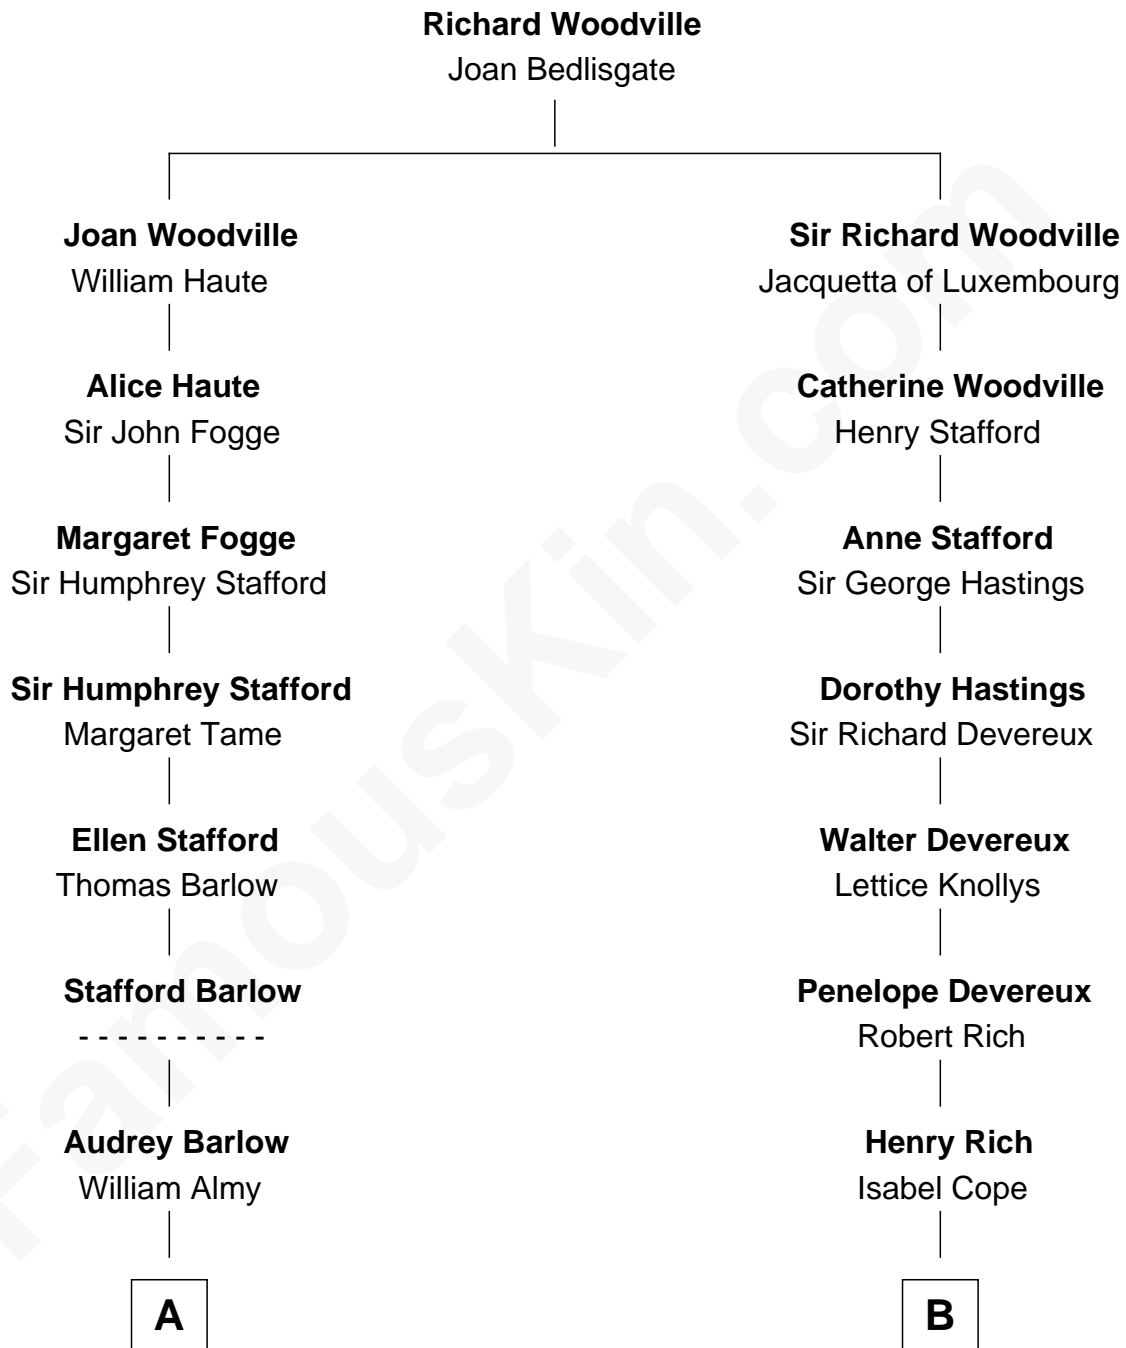 Richard Woodville
Joan Bedlisgate
Joan Woodville
William Haute
Sir Richard Woodville
Jacquetta of Luxembourg
Alice Haute
Sir John Fogge
Catherine Woodville
Henry Stafford
Margaret Fogge
Sir Humphrey Stafford
Anne Stafford
Sir George Hastings
Sir Humphrey Stafford
Margaret Tame
Dorothy Hastings
Sir Richard Devereux
Ellen Stafford
Thomas Barlow
Walter Devereux
Lettice Knollys
Stafford Barlow
- - - - - - - - - -
Penelope Devereux
Robert Rich
Audrey Barlow
William Almy
Henry Rich
Isabel Cope
A
B
FamousKin.com